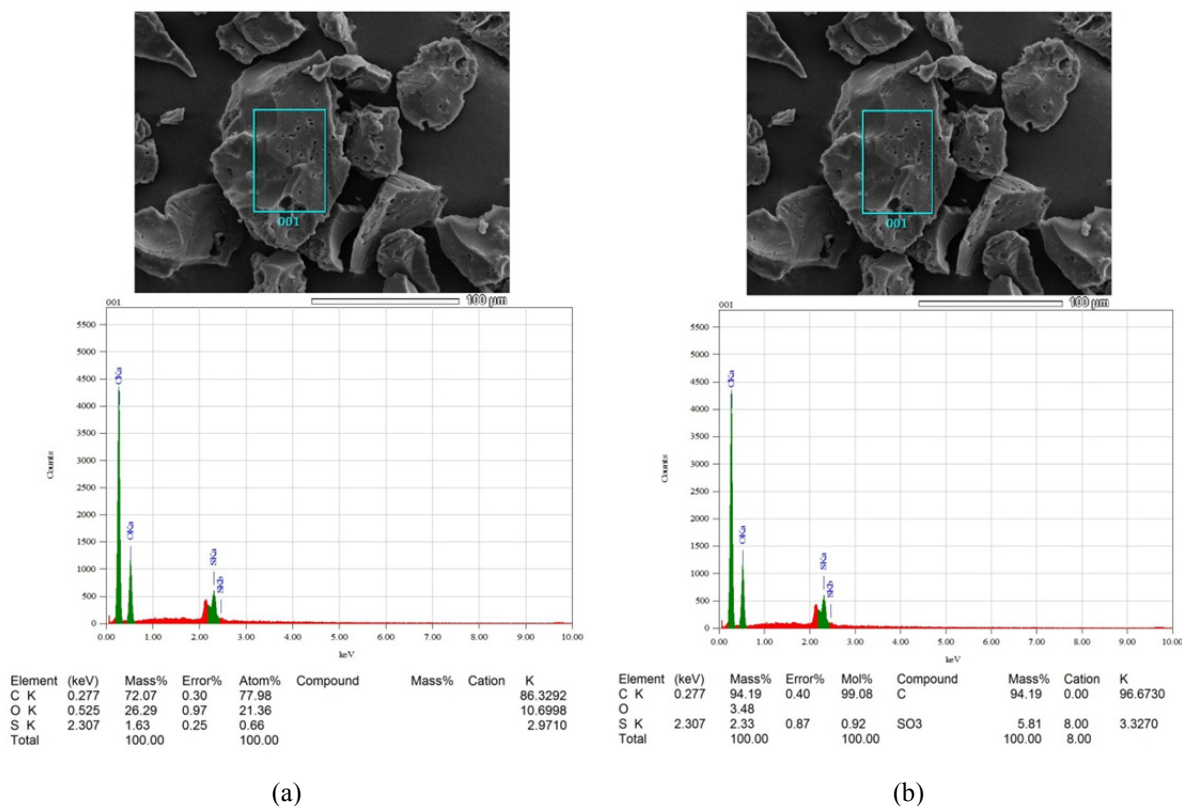 001
100 μm
001
5500
5000
4500
4000
3500
3000
2500
2000
1500
1000
500
0
Counts
CKa
OKa
SKa
SKb
0.00 1.00 2.00 3.00 4.00 5.00 6.00 7.00 8.00 9.00 10.00
keV
Element (keV) Mass% Error% Atom% Compound Mass% Cation K
C K 0.277 72.07 0.30 77.98 86.3292
O K 0.525 26.29 0.97 21.36 10.6998
S K 2.307 1.63 0.25 0.66 2.9710
Total 100.00 100.00
(a)
001
100 μm
001
5500
5000
4500
4000
3500
3000
2500
2000
1500
1000
500
0
Counts
CKa
OKa
SKa
SKb
0.00 1.00 2.00 3.00 4.00 5.00 6.00 7.00 8.00 9.00 10.00
keV
Element (keV) Mass% Error% Mol% Compound Mass% Cation K
C K 0.277 94.19 0.40 99.08 C 94.19 0.00 96.6730
O 3.48
S K 2.307 2.33 0.87 0.92 SO3 5.81 8.00 3.3270
Total 100.00 100.00 100.00 8.00
(b)